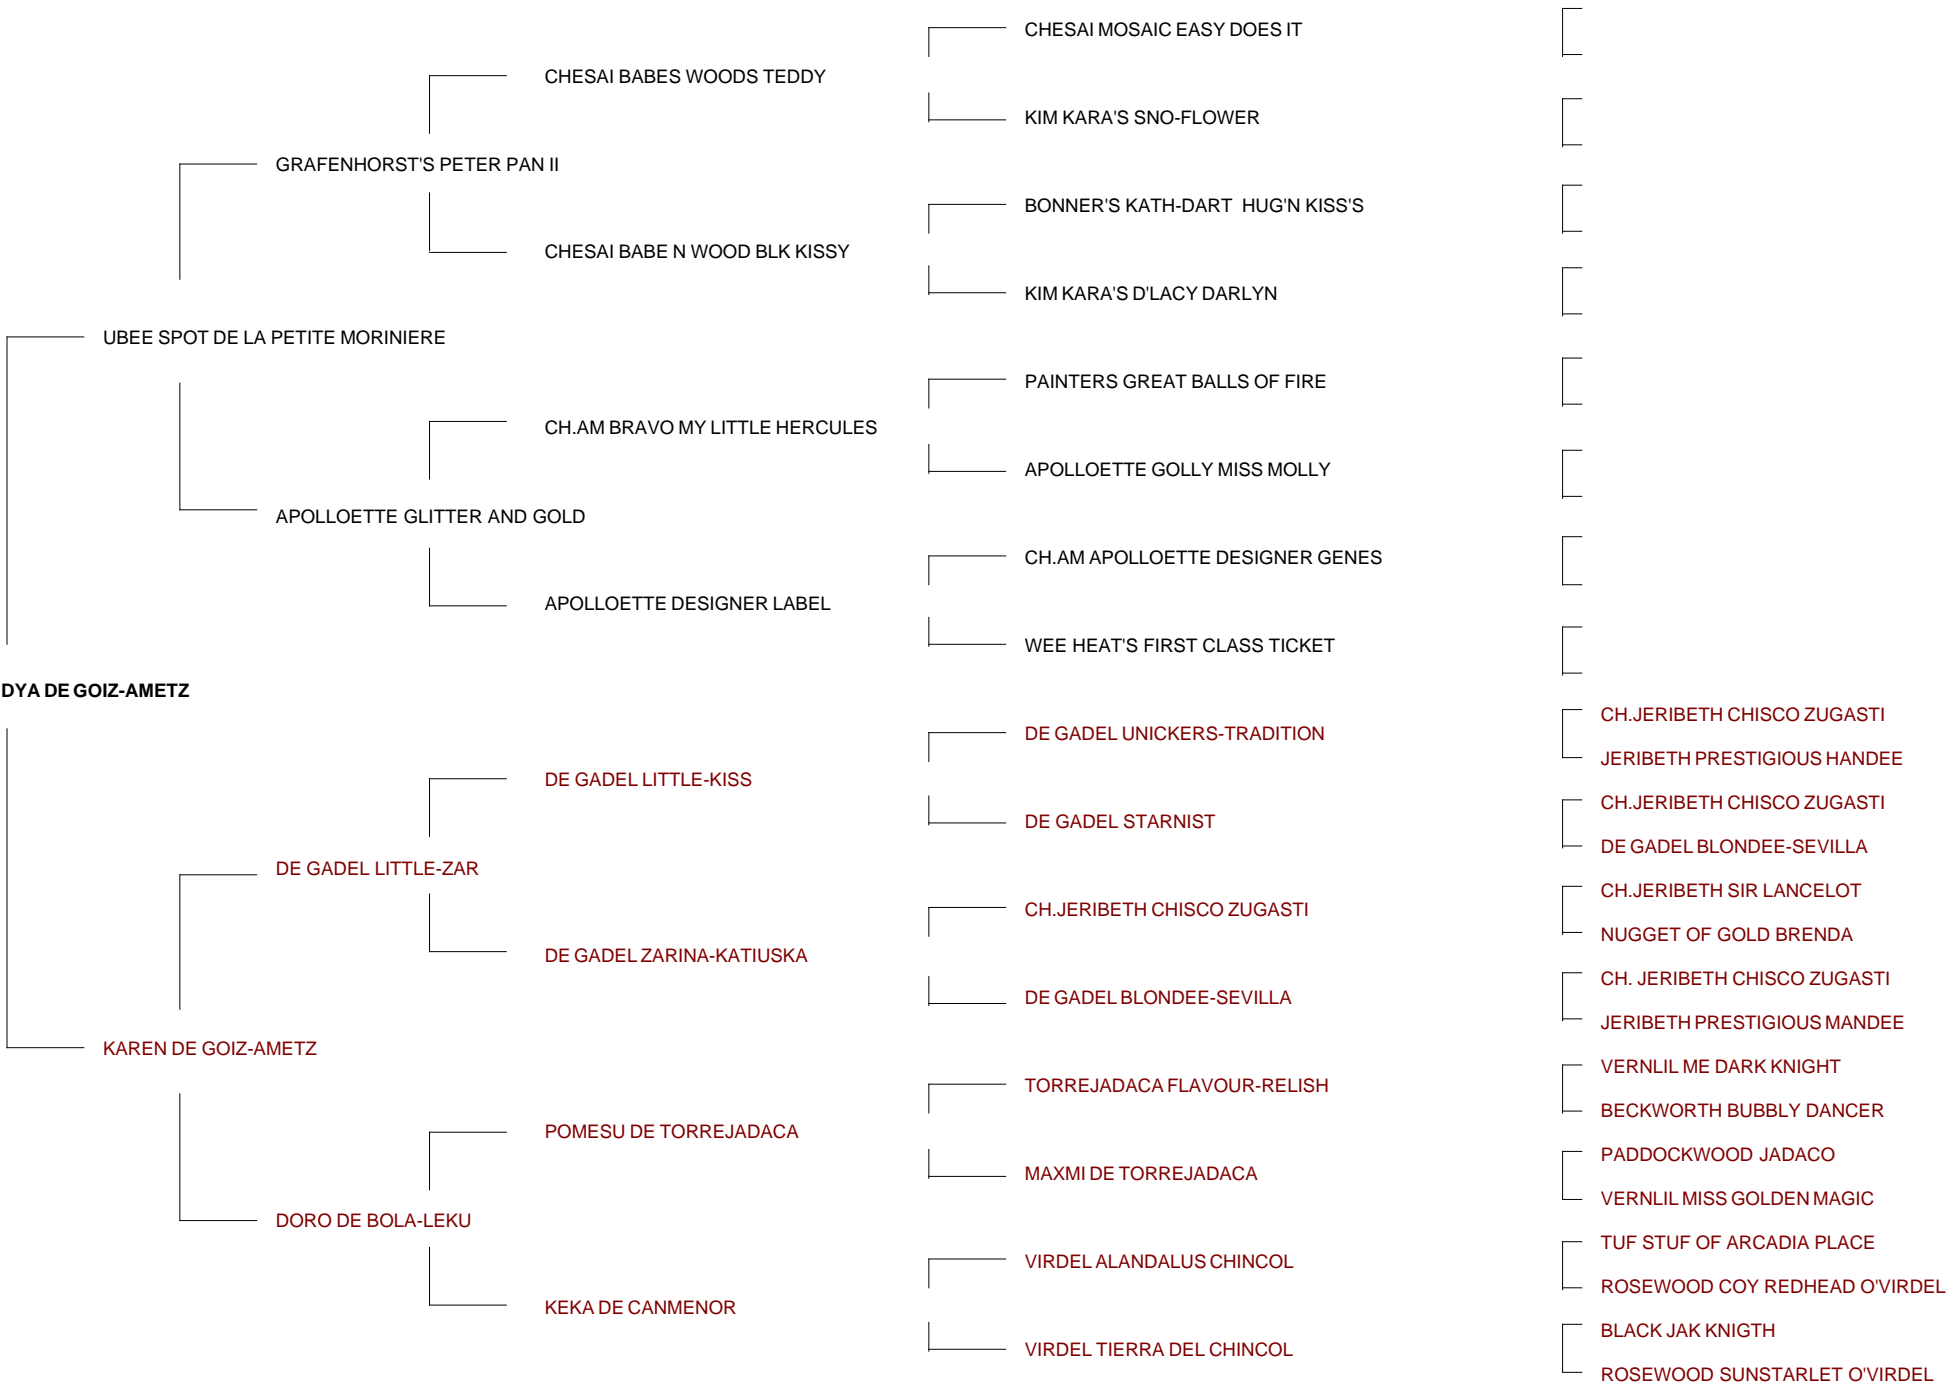 CHESAI MOSAIC EASY DOES IT
CHESAI BABES WOODS TEDDY
KIM KARA'S SNO-FLOWER
GRAFENHORST'S PETER PAN II
BONNER'S KATH-DART HUG'N KISS'S
CHESAI BABE N WOOD BLK KISSY
KIM KARA'S D'LACY DARLYN
UBEE SPOT DE LA PETITE MORINIERE
PAINTERS GREAT BALLS OF FIRE
CH.AM BRAVO MY LITTLE HERCULES
APOLLOETTE GOLLY MISS MOLLY
APOLLOETTE GLITTER AND GOLD
CH.AM APOLLOETTE DESIGNER GENES
APOLLOETTE DESIGNER LABEL
WEE HEAT'S FIRST CLASS TICKET
DYA DE GOIZ-AMETZ
CH.JERIBETH CHISCO ZUGASTI
DE GADEL UNICKERS-TRADITION
JERIBETH PRESTIGIOUS HANDEE
DE GADEL LITTLE-KISS
CH.JERIBETH CHISCO ZUGASTI
DE GADEL STARNIST
DE GADEL BLONDEE-SEVILLA
DE GADEL LITTLE-ZAR
CH.JERIBETH SIR LANCELOT
CH.JERIBETH CHISCO ZUGASTI
NUGGET OF GOLD BRENDA
DE GADEL ZARINA-KATIUSKA
CH. JERIBETH CHISCO ZUGASTI
DE GADEL BLONDEE-SEVILLA
JERIBETH PRESTIGIOUS MANDEE
KAREN DE GOIZ-AMETZ
VERNLIL ME DARK KNIGHT
TORREJADACA FLAVOUR-RELISH
BECKWORTH BUBBLY DANCER
POMESU DE TORREJADACA
PADDOCKWOOD JADACO
MAXMI DE TORREJADACA
VERNLIL MISS GOLDEN MAGIC
DORO DE BOLA-LEKU
TUF STUF OF ARCADIA PLACE
VIRDEL ALANDALUS CHINCOL
ROSEWOOD COY REDHEAD O'VIRDEL
KEKA DE CANMENOR
BLACK JAK KNIGTH
VIRDEL TIERRA DEL CHINCOL
ROSEWOOD SUNSTARLET O'VIRDEL